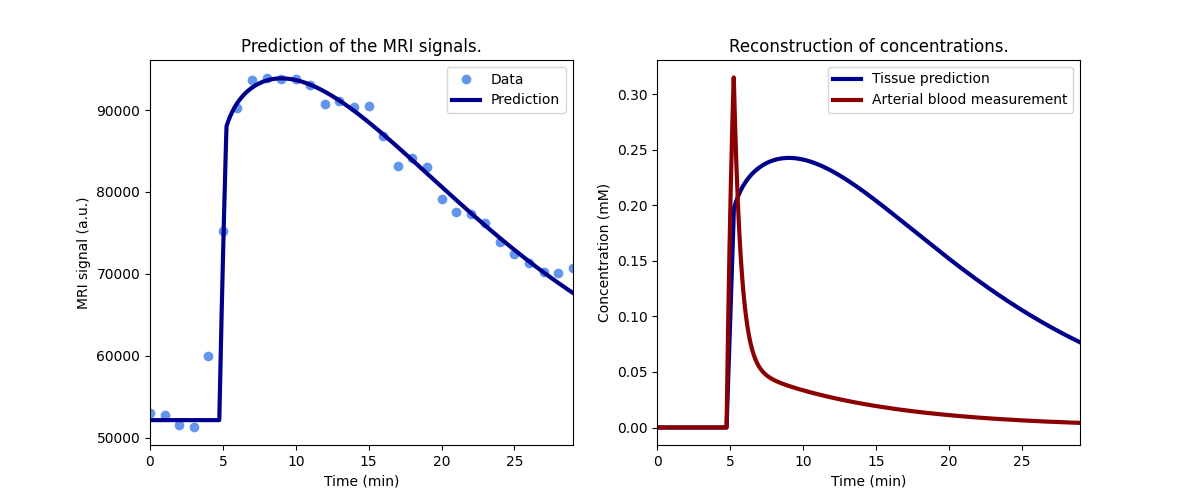 Prediction of the MRI signals.
Data
Prediction
90000
80000
70000
60000
50000
MRI signal (a.u.)
0 5 10 15 20 25
Time (min)
Reconstruction of concentrations.
Tissue prediction
Arterial blood measurement
0.30
0.25
0.20
0.15
0.10
0.05
0.00
Concentration (mM)
0 5 10 15 20 25
Time (min)